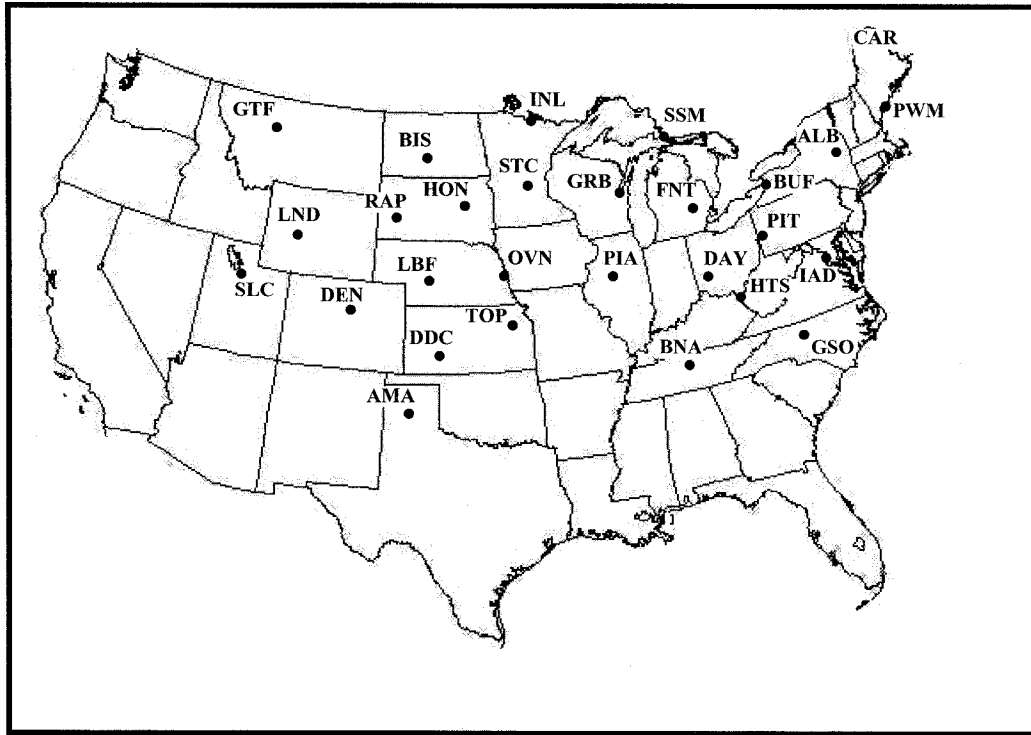 CAR
INL
GTF
PWM
SSM
ALB
BIS
STC
GRB
FNT
BUF
HON
RAP
LND
PIT
OVN
PIA
DAY
IAD
LBF
SLC
DEN
HTS
TOP
DDC
BNA
GSO
AMA